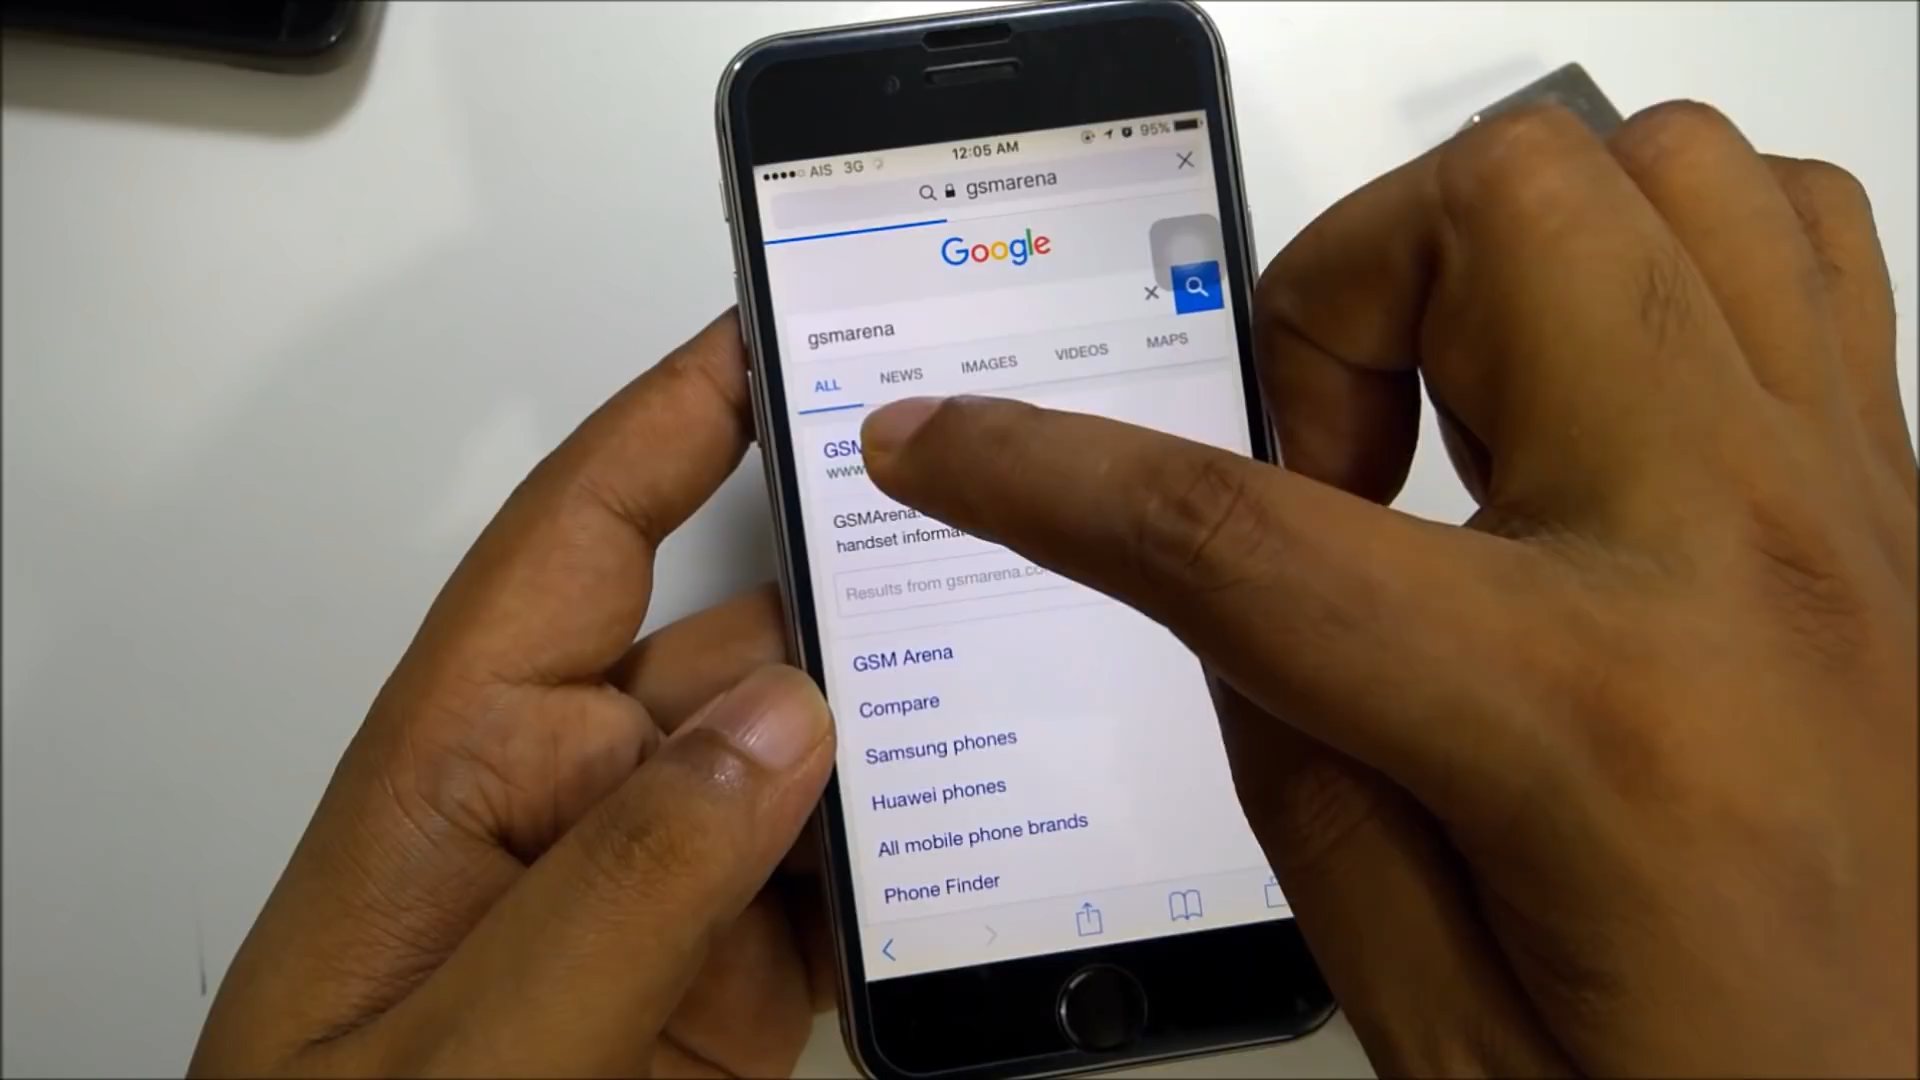 AIS 3G 12:05 AM 95%
gsmarena
Google
gsmarena
ALL NEWS IMAGES VIDEOS MAPS
GSM
www.
GSMArena.
handset informa
Results from gsmarena.co
GSM Arena
Compare
Samsung phones
Huawei phones
All mobile phone brands
Phone Finder